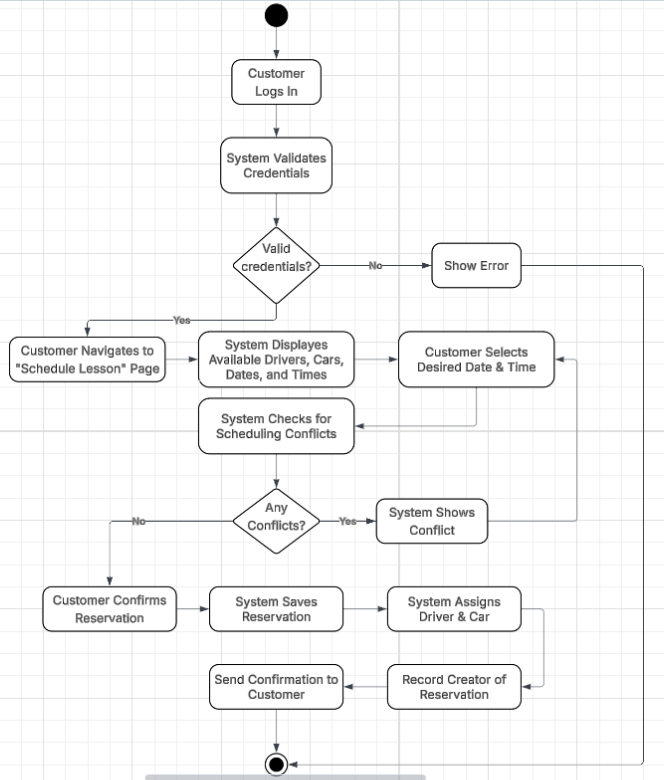 Customer
Logs In
System Validates
Credentials
Valid
credentials?
No
Show Error
Yes
Customer Navigates to
"Schedule Lesson" Page
System Displayes
Available Drivers, Cars,
Dates, and Times
Customer Selects
Desired Date & Time
System Checks for
Scheduling Conflicts
Any
Conflicts?
No
Yes
System Shows
Conflict
Customer Confirms
Reservation
System Saves
Reservation
System Assigns
Driver & Car
Send Confirmation to
Customer
Record Creator of
Reservation